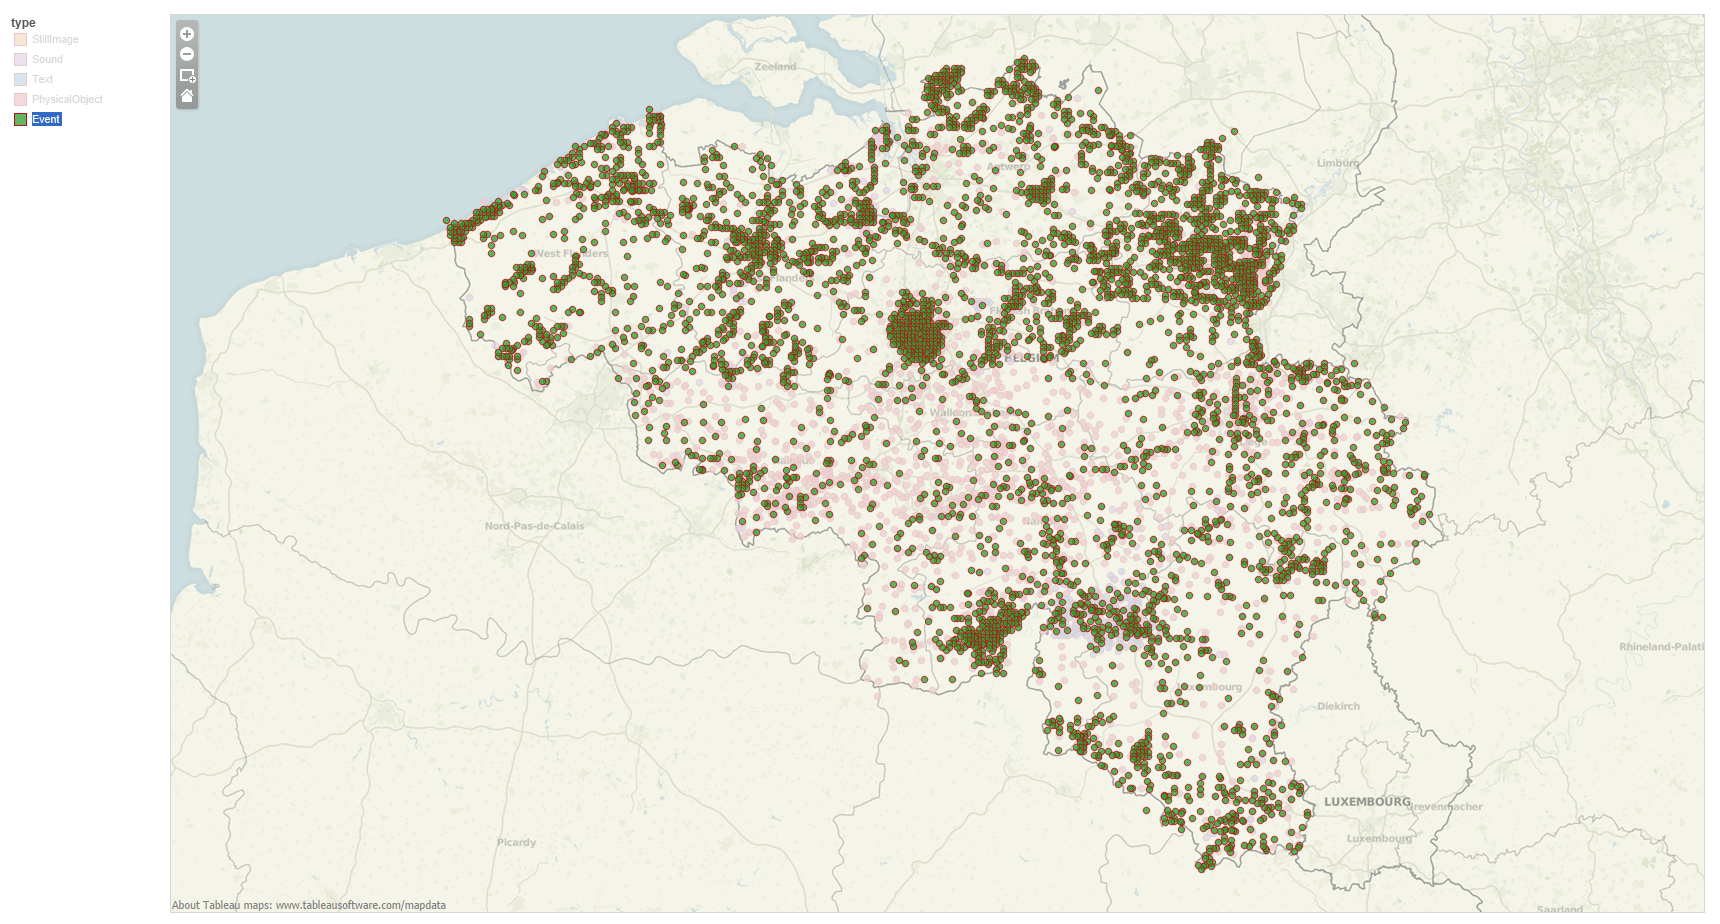 type
StillImage
Sound
Text
PhysicalObject
Event
Zeeland
Limburg
Antwerp
West Flanders
BELGIUM
Nord-Pas-de-Calais
Rhineland-Palati
Luxembourg
Diekirch
LUXEMBOURG
Grevenmacher
Luxembourg
Picardy
Saarland
About Tableau maps: www.tableausoftware.com/mapdata